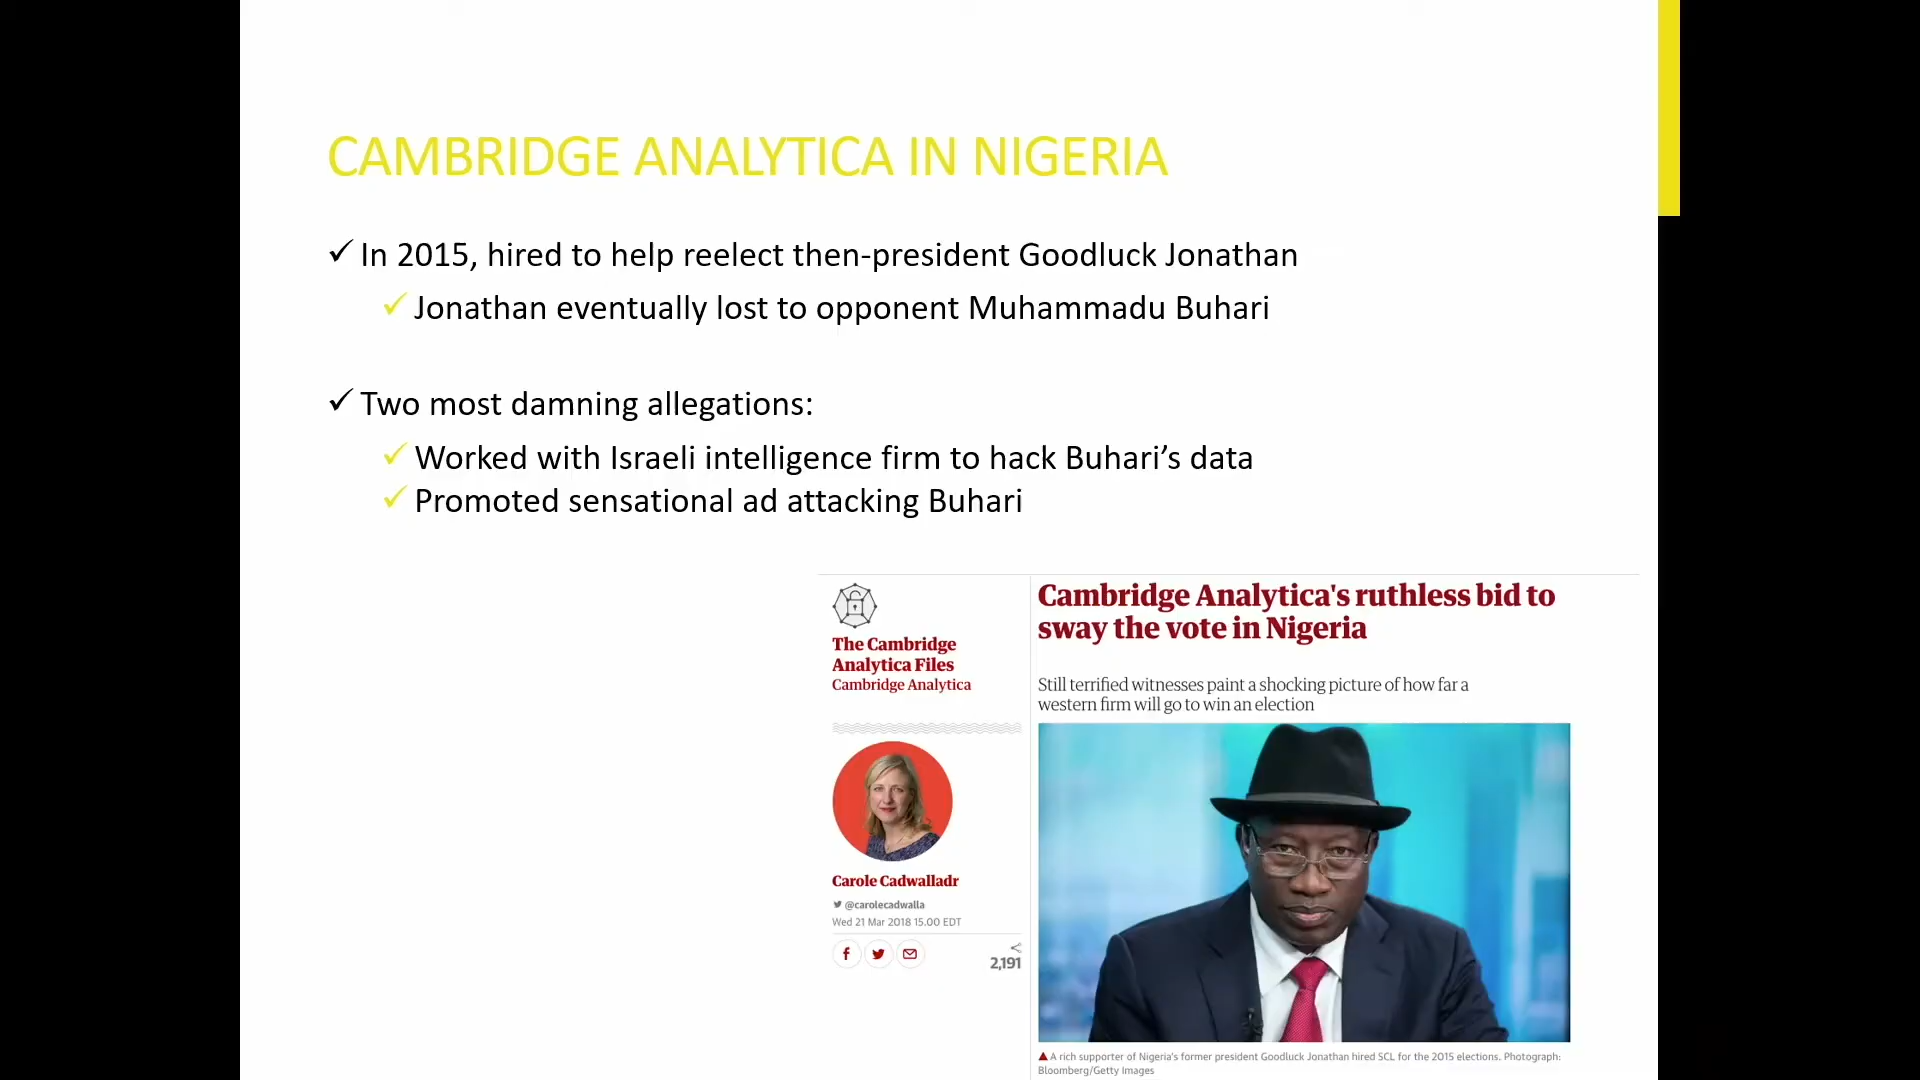 CAMBRIDGE ANALYTICA IN NIGERIA
In 2015, hired to help reelect then-president Goodluck Jonathan
Jonathan eventually lost to opponent Muhammadu Buhari
Two most damning allegations:
Worked with Israeli intelligence firm to hack Buhari’s data
Promoted sensational ad attacking Buhari
The Cambridge
Analytica Files
Cambridge Analytica
Carole Cadwalladr
@carolecadwalla
Wed 21 Mar 2018 15.00 EDT
2,191
Cambridge Analytica's ruthless bid to
sway the vote in Nigeria
Still terrified witnesses paint a shocking picture of how far a
western firm will go to win an election
A rich supporter of Nigeria's former president Goodluck Jonathan hired SCL for the 2015 elections. Photograph:
Bloomberg/Getty Images